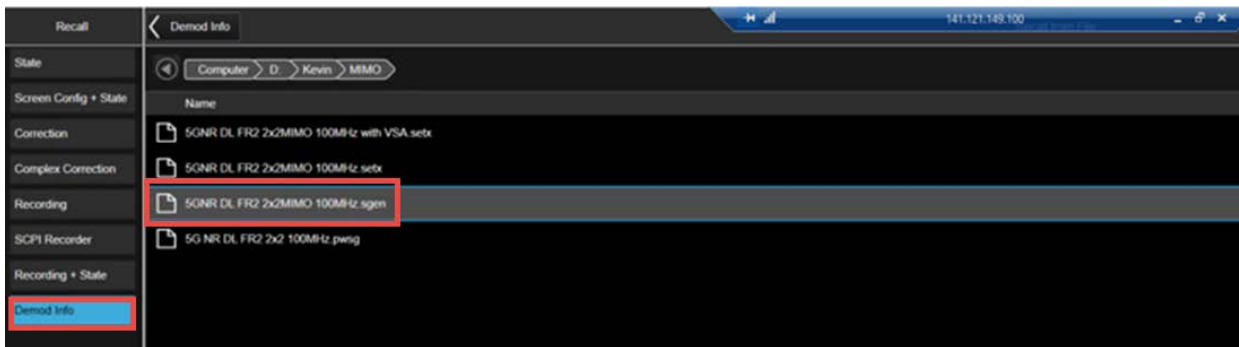 Recall
Demod Info
141.121.149.100
State
Computer D: Kevin MIMO
Screen Config + State
Name
Correction
5GNR DL FR2 2x2MIMO 100MHz with VSA.setx
Complex Correction
5GNR DL FR2 2x2MIMO 100MHz.setx
Recording
5GNR DL FR2 2x2MIMO 100MHz.sgen
SCPI Recorder
5G NR DL FR2 2x2 100MHz.pwsg
Recording + State
Demod Info